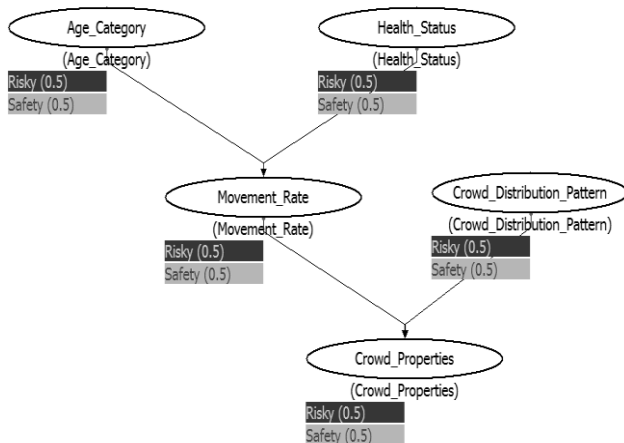 Age_Category
(Age_Category)
Risky (0.5)
Safety (0.5)
Health_Status
(Health_Status)
Risky (0.5)
Safety (0.5)
Movement_Rate
(Movement_Rate)
Risky (0.5)
Safety (0.5)
Crowd_Distribution_Pattern
(Crowd_Distribution_Pattern)
Risky (0.5)
Safety (0.5)
Crowd_Properties
(Crowd_Properties)
Risky (0.5)
Safety (0.5)